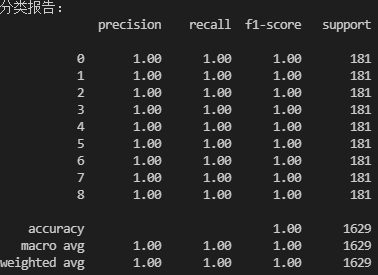 分类报告：
precision recall f1-score support
0 1.00 1.00 1.00 181
1 1.00 1.00 1.00 181
2 1.00 1.00 1.00 181
3 1.00 1.00 1.00 181
4 1.00 1.00 1.00 181
5 1.00 1.00 1.00 181
6 1.00 1.00 1.00 181
7 1.00 1.00 1.00 181
8 1.00 1.00 1.00 181
accuracy 1.00 1629
macro avg 1.00 1.00 1.00 1629
weighted avg 1.00 1.00 1.00 1629